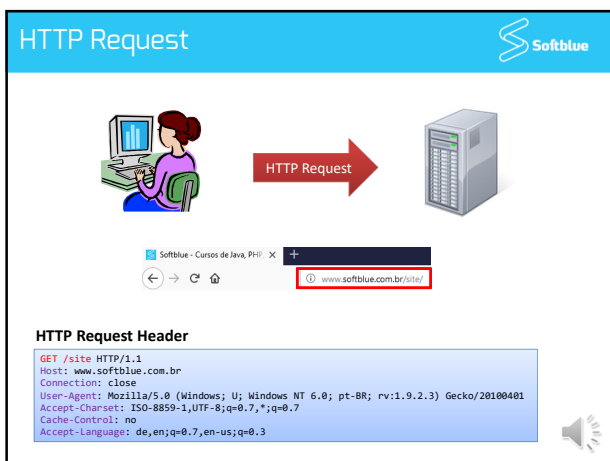 HTTP Request
Softblue
HTTP Request
Softblue - Cursos de Java, PHP,
www.softblue.com.br/site/
HTTP Request Header
GET /site HTTP/1.1
Host: www.softblue.com.br
Connection: close
User-Agent: Mozilla/5.0 (Windows; U; Windows NT 6.0; pt-BR; rv:1.9.2.3) Gecko/20100401
Accept-Charset: ISO-8859-1,UTF-8;q=0.7,*;q=0.7
Cache-Control: no
Accept-Language: de,en;q=0.7,en-us;q=0.3